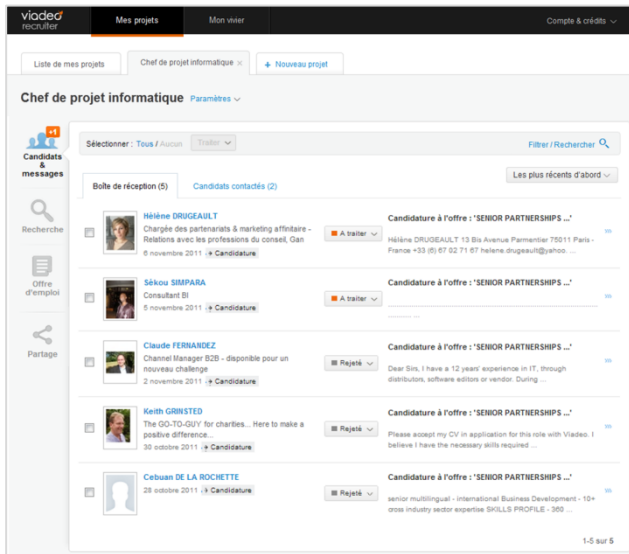 viadeo
recruiter
Mes projets
Mon vivier
Compte & crédits
Liste de mes projets
Chef de projet informatique ×
+ Nouveau projet
Chef de projet informatique Paramètres
+1
Candidats
&
messages
Recherche
Offre
d'emploi
Partage
Sélectionner : Tous / Aucun Traiter
Filtrer / Rechercher
Les plus récents d'abord
Boîte de réception (5)
Candidats contactés (2)
Hélène DRUGEAULT
Chargée des partenariats & marketing affinitaire -
Relations avec les professions du conseil, Gan
6 novembre 2011 Candidature
A traiter
Candidature à l'offre : 'SENIOR PARTNERSHIPS ...'
Hélène DRUGEAULT 13 Bis Avenue Parmentier 75011 Paris -
France +33 (6) 67 02 71 67 helene.drugeault@yahoo. ...
Sékou SIMPARA
Consultant BI
5 novembre 2011 Candidature
A traiter
Candidature à l'offre : 'SENIOR PARTNERSHIPS ...'
Claude FERNANDEZ
Channel Manager B2B - disponible pour un
nouveau challenge
2 novembre 2011 Candidature
Rejeté
Candidature à l'offre : 'SENIOR PARTNERSHIPS ...'
Dear Sirs, I have a 12 years' experience in IT, through
distributors, software editors or vendor. During ...
Keith GRINSTED
The GO-TO-GUY for charities... Here to make a
positive difference...
30 octobre 2011 Candidature
Rejeté
Candidature à l'offre : 'SENIOR PARTNERSHIPS ...'
Please accept my CV in application for this role with Viadeo. I
believe I have the necessary skills required ...
Cebuan DE LA ROCHETTE
28 octobre 2011 Candidature
Rejeté
Candidature à l'offre : 'SENIOR PARTNERSHIPS ...'
senior multilingual - international Business Development - 10+
cross industry sector expertise SKILLS PROFILE - 360 ...
1-5 sur 5